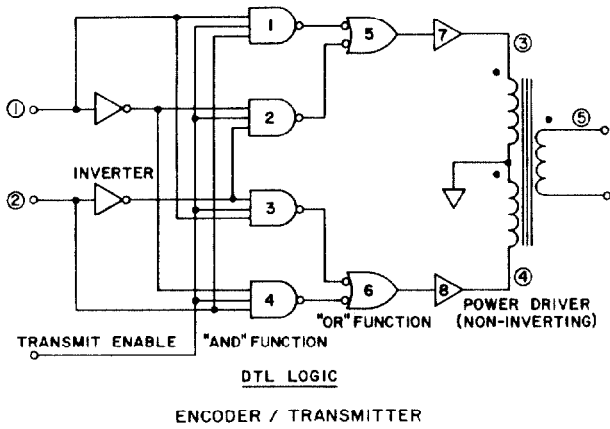 1
5
7
③
①
2
⑤
INVERTER
②
3
8
④
4
6
POWER DRIVER
(NON-INVERTING)
TRANSMIT ENABLE
"AND" FUNCTION
"OR" FUNCTION
DTL LOGIC
ENCODER / TRANSMITTER